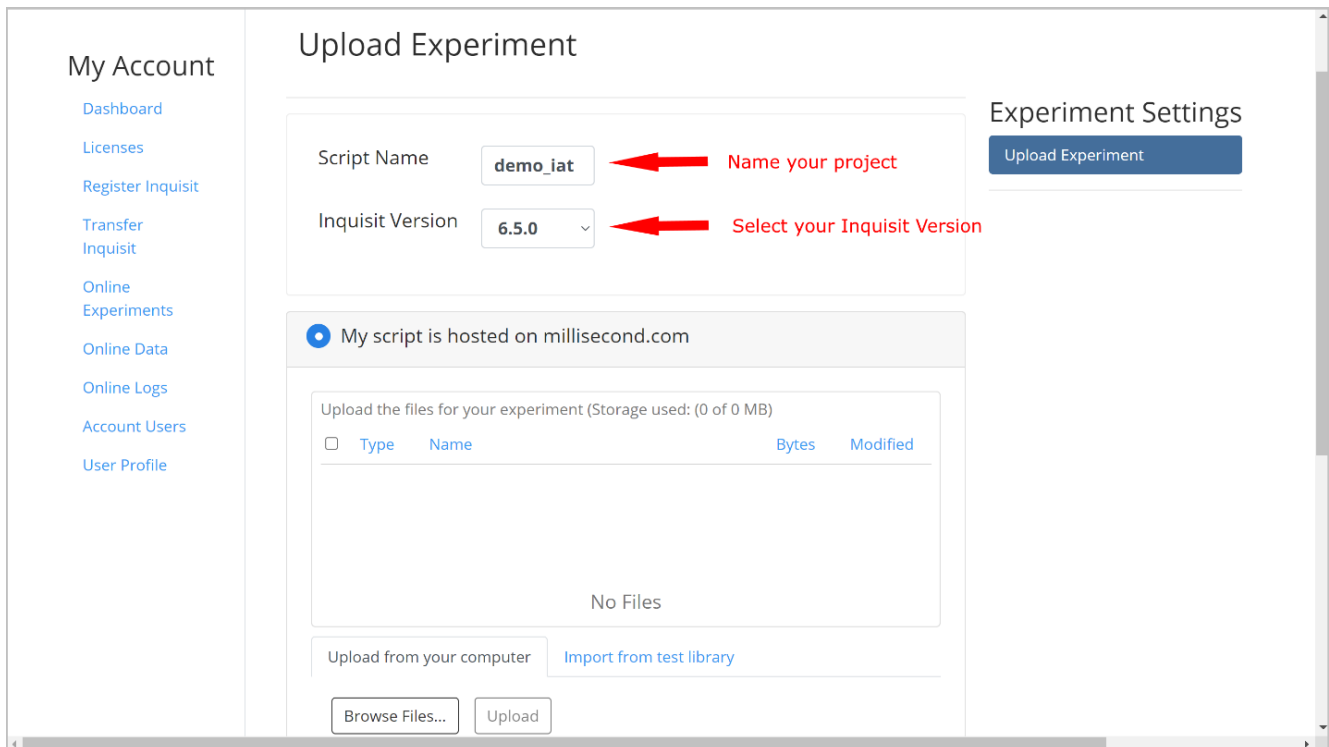 My Account
Dashboard
Licenses
Register Inquisit
Transfer
Inquisit
Online
Experiments
Online Data
Online Logs
Account Users
User Profile
Upload Experiment
Script Name
demo_iat
Name your project
Inquisit Version
6.5.0
Select your Inquisit Version
My script is hosted on millisecond.com
Upload the files for your experiment (Storage used: (0 of 0 MB)
Type Name Bytes Modified
No Files
Upload from your computer Import from test library
Browse Files... Upload
Experiment Settings
Upload Experiment